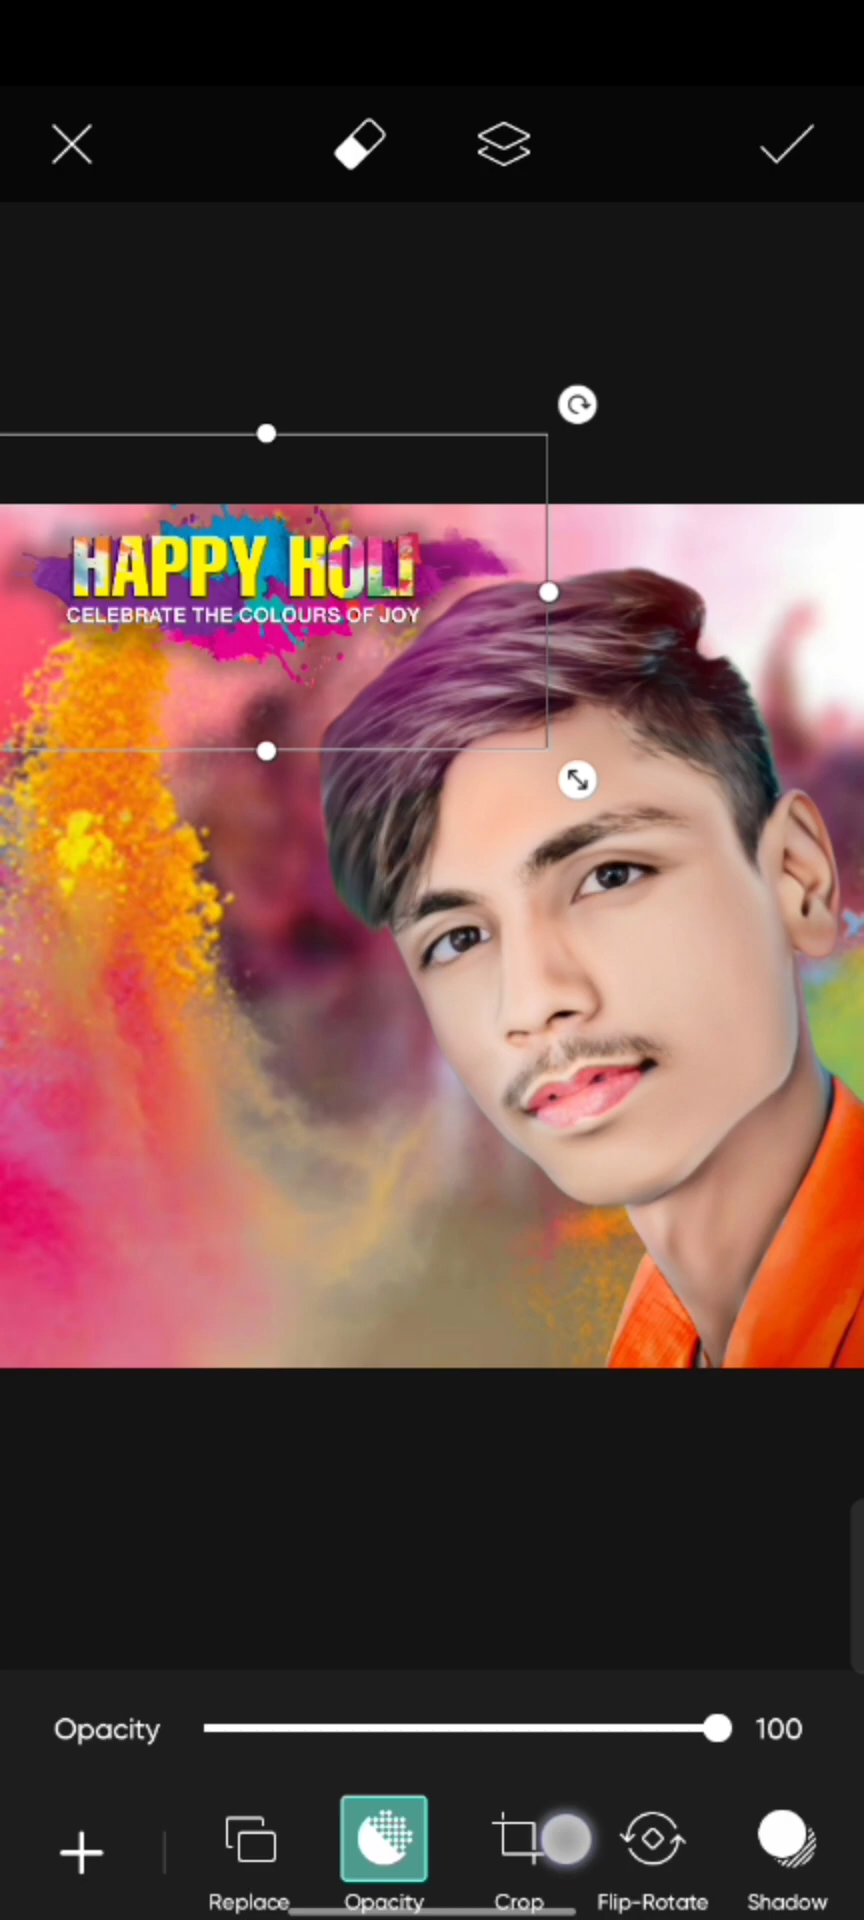 HAPPY HOLI
CELEBRATE THE COLOURS OF JOY
Opacity 100
Replace Opacity Crop Flip-Rotate Shadow